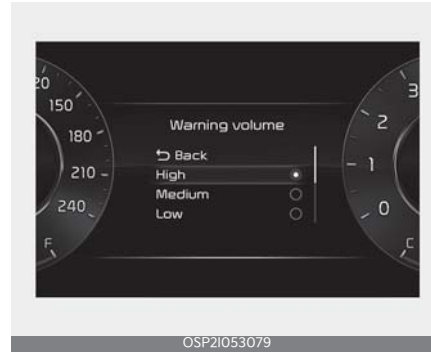 20
150
180
210
240
F
Warning volume
Back
High
Medium
Low
3
2
1
0
C
OSP2I053079